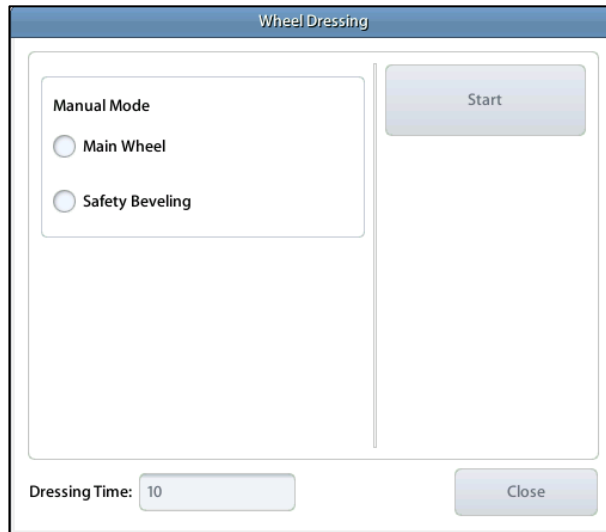 Wheel Dressing
Manual Mode
Main Wheel
Safety Beveling
Start
Dressing Time: 10
Close